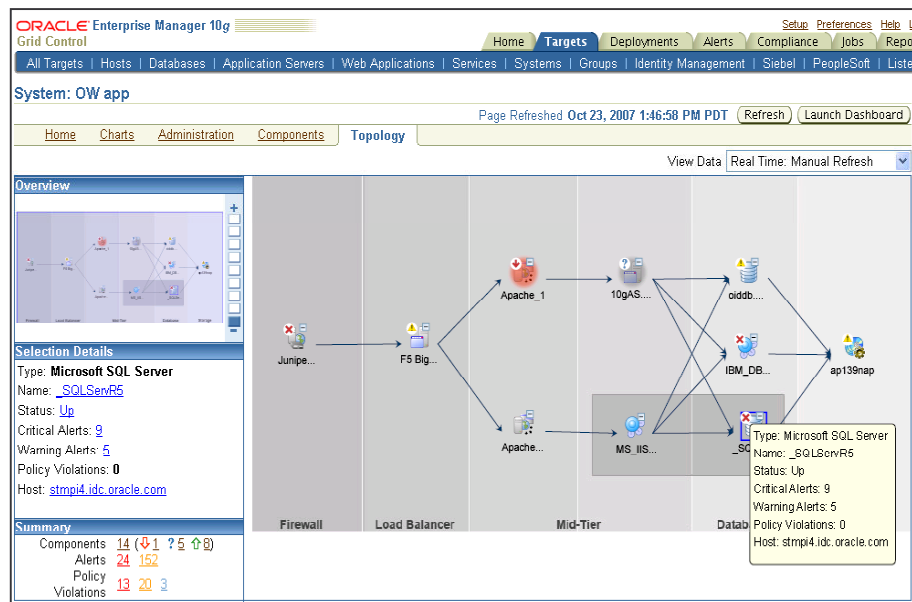 ORACLE Enterprise Manager 10g
Grid Control
Setup Preferences Help
Home Targets Deployments Alerts Compliance Jobs Repo
All Targets | Hosts | Databases | Application Servers | Web Applications | Services | Systems | Groups | Identity Management | Siebel | PeopleSoft | Liste
System: OW app
Page Refreshed Oct 23, 2007 1:46:58 PM PDT Refresh Launch Dashboard
Home Charts Administration Components Topology
View Data Real Time: Manual Refresh
Overview
Selection Details
Type: Microsoft SQL Server
Name: _SQLServR5
Status: Up
Critical Alerts: 9
Warning Alerts: 5
Policy Violations: 0
Host: stmpi4.idc.oracle.com
Summary
Components 14 (1 ? 5 8)
Alerts 24 152
Policy Violations 13 20 3
Apache_1
10gAS....
oiddb....
Junipe...
F5 Big...
IBM_DB...
ap139nap
Apache...
MS_IIS...
_SQ
Type: Microsoft SQL Server
Name: _SQLServR5
Status: Up
Critical Alerts: 9
Warning Alerts: 5
Policy Violations: 0
Host: stmpi4.idc.oracle.com
Firewall
Load Balancer
Mid-Tier
Datab